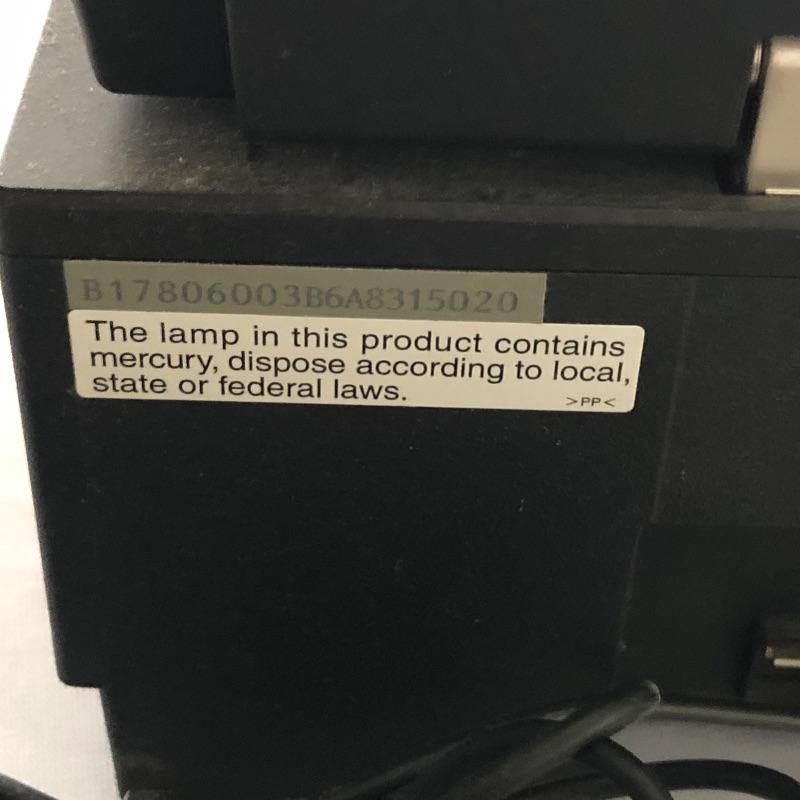 B17806003B6A8315020
The lamp in this product contains
mercury, dispose according to local,
state or federal laws.
>PP<